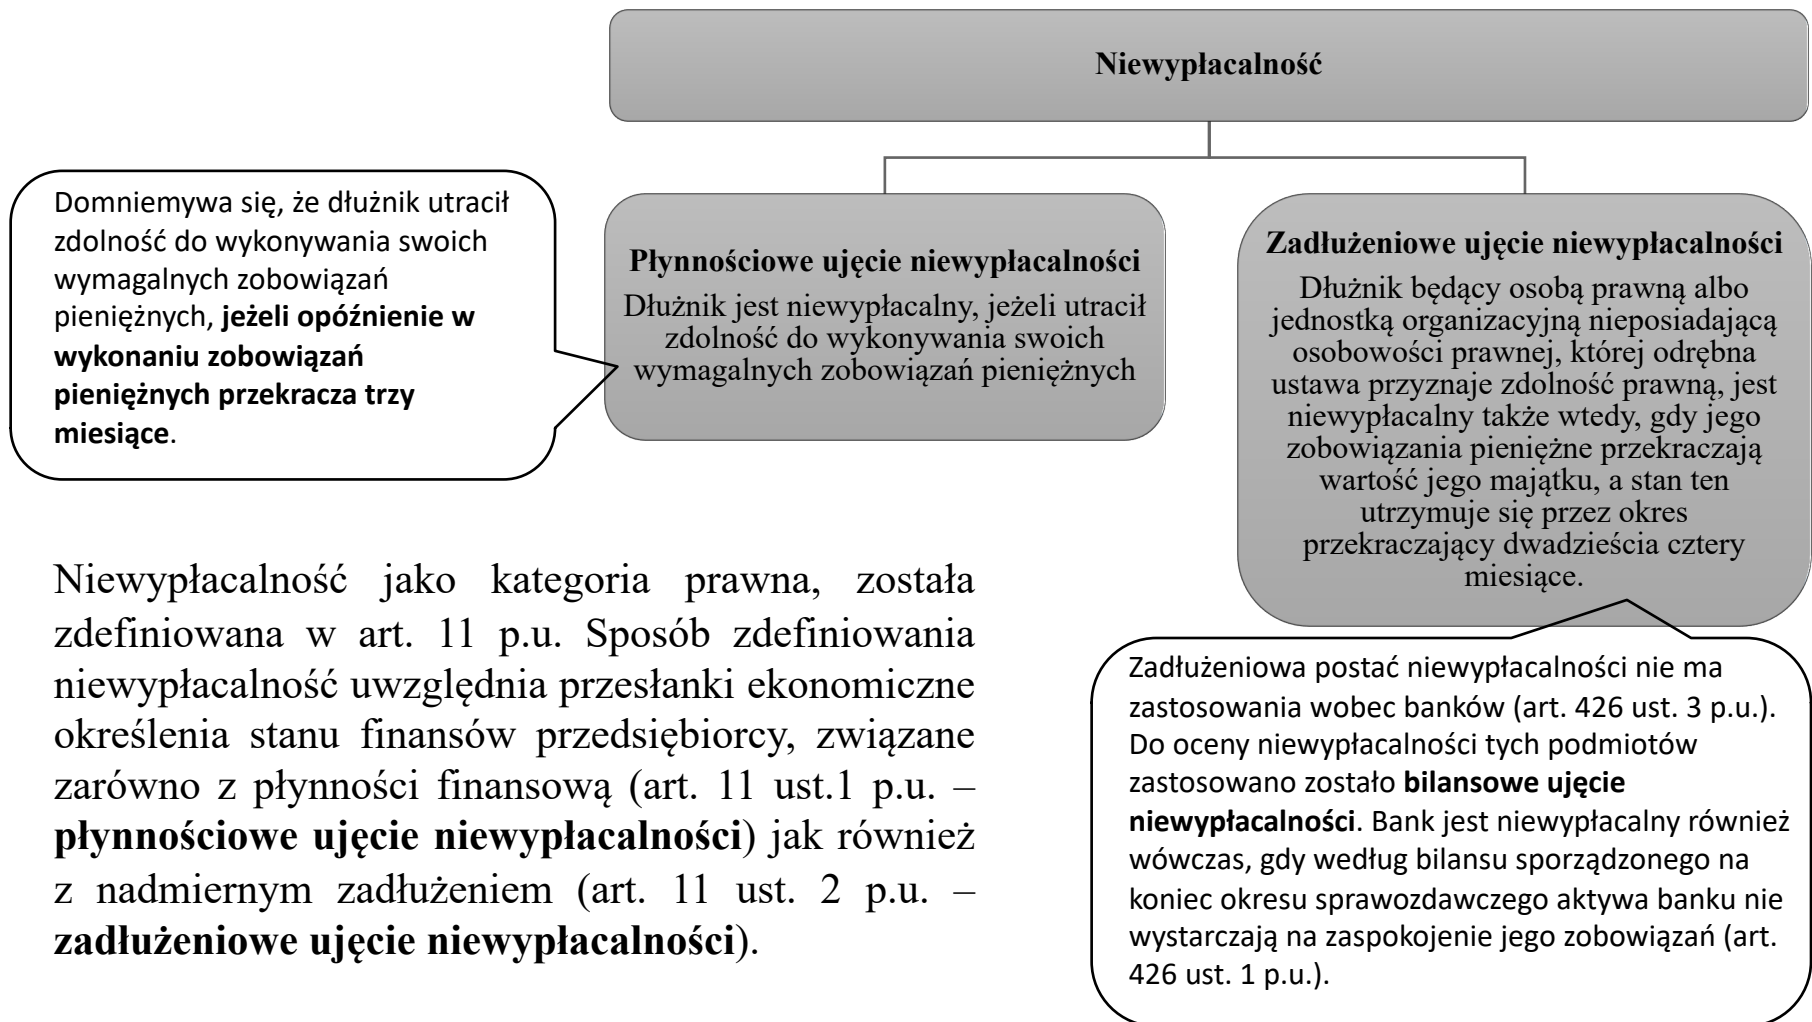 Niewypłacalność
Domniemywa się, że dłużnik utracił
zdolność do wykonywania swoich
wymagalnych zobowiązań
pieniężnych, jeżeli opóźnienie w
wykonaniu zobowiązań
pieniężnych przekracza trzy
miesiące.
Płynnościowe ujęcie niewypłacalności
Dłużnik jest niewypłacalny, jeżeli utracił
zdolność do wykonywania swoich
wymagalnych zobowiązań pieniężnych
Zadłużeniowe ujęcie niewypłacalności
Dłużnik będący osobą prawną albo
jednostką organizacyjną nieposiadającą
osobowości prawnej, której odrębna
ustawa przyznaje zdolność prawną, jest
niewypłacalny także wtedy, gdy jego
zobowiązania pieniężne przekraczają
wartość jego majątku, a stan ten
utrzymuje się przez okres
przekraczający dwadzieścia cztery
miesiące.
Niewypłacalność jako kategoria prawna, została
zdefiniowana w art. 11 p.u. Sposób zdefiniowania
niewypłacalność uwzględnia przesłanki ekonomiczne
określenia stanu finansów przedsiębiorcy, związane
zarówno z płynności finansową (art. 11 ust.1 p.u. –
płynnościowe ujęcie niewypłacalności) jak również
z nadmiernym zadłużeniem (art. 11 ust. 2 p.u. –
zadłużeniowe ujęcie niewypłacalności).
Zadłużeniowa postać niewypłacalności nie ma
zastosowania wobec banków (art. 426 ust. 3 p.u.).
Do oceny niewypłacalności tych podmiotów
zastosowano zostało bilansowe ujęcie
niewypłacalności. Bank jest niewypłacalny również
wówczas, gdy według bilansu sporządzonego na
koniec okresu sprawozdawczego aktywa banku nie
wystarczają na zaspokojenie jego zobowiązań (art.
426 ust. 1 p.u.).